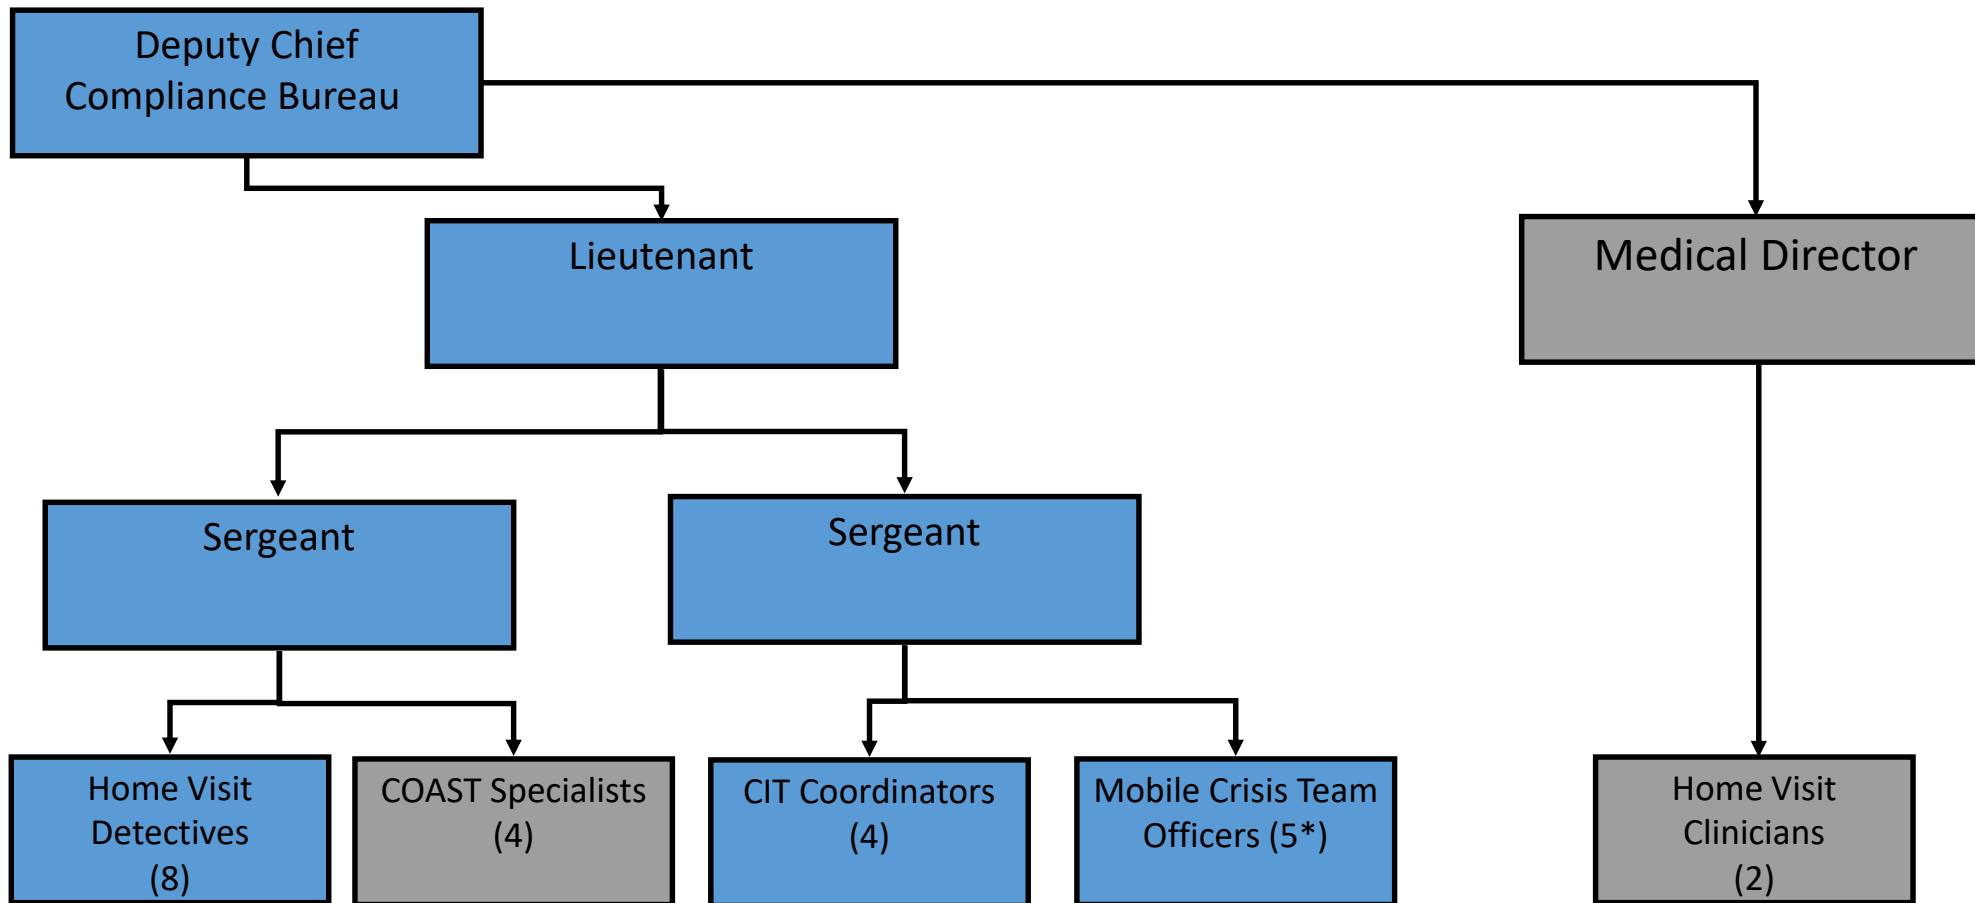 Deputy Chief
Compliance Bureau
Lieutenant
Medical Director
Sergeant
Sergeant
Home Visit
Detectives
(8)
COAST Specialists
(4)
CIT Coordinators
(4)
Mobile Crisis Team
Officers (5*)
Home Visit
Clinicians
(2)